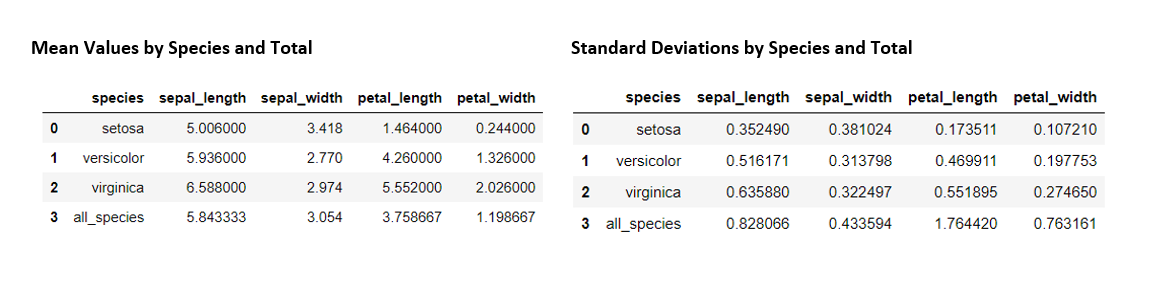 Mean Values by Species and Total
species sepal_length sepal_width petal_length petal_width
0 setosa 5.006000 3.418 1.464000 0.244000
1 versicolor 5.936000 2.770 4.260000 1.326000
2 virginica 6.588000 2.974 5.552000 2.026000
3 all_species 5.843333 3.054 3.758667 1.198667
Standard Deviations by Species and Total
species sepal_length sepal_width petal_length petal_width
0 setosa 0.352490 0.381024 0.173511 0.107210
1 versicolor 0.516171 0.313798 0.469911 0.197753
2 virginica 0.635880 0.322497 0.551895 0.274650
3 all_species 0.828066 0.433594 1.764420 0.763161